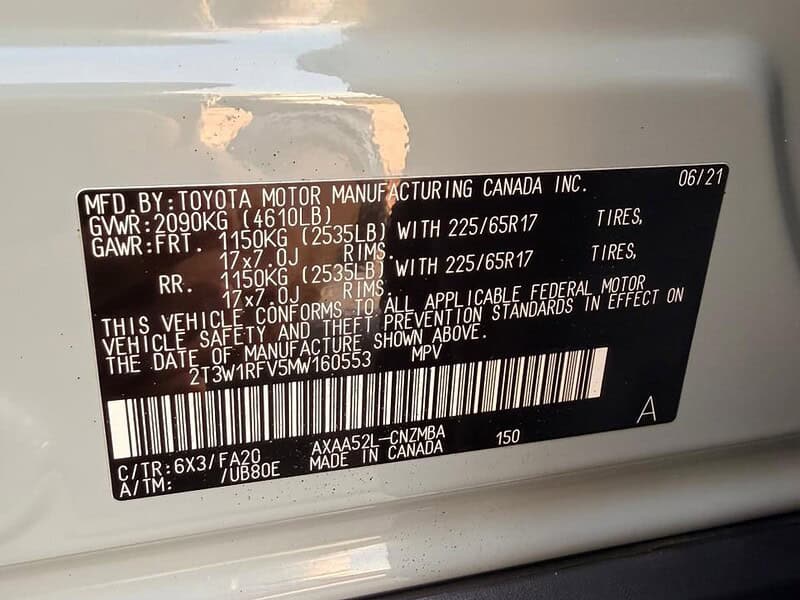 MFD. BY: TOYOTA MOTOR MANUFACTURING CANADA INC. 06/21
GVWR: 2090KG (4610LB)
GAWR: FRT. 1150KG (2535LB) WITH 225/65R17 TIRES,
17x7.0J RIMS.
RR. 1150KG (2535LB) WITH 225/65R17 TIRES,
17x7.0J RIMS.
THIS VEHICLE CONFORMS TO ALL APPLICABLE FEDERAL MOTOR
VEHICLE SAFETY AND THEFT PREVENTION STANDARDS IN EFFECT ON
THE DATE OF MANUFACTURE SHOWN ABOVE.
2T3W1RFV5MW160553 MPV
C/TR: 6X3/FA20 AXAA52L-CNZMBA 150 A
A/TM: /UB80E MADE IN CANADA